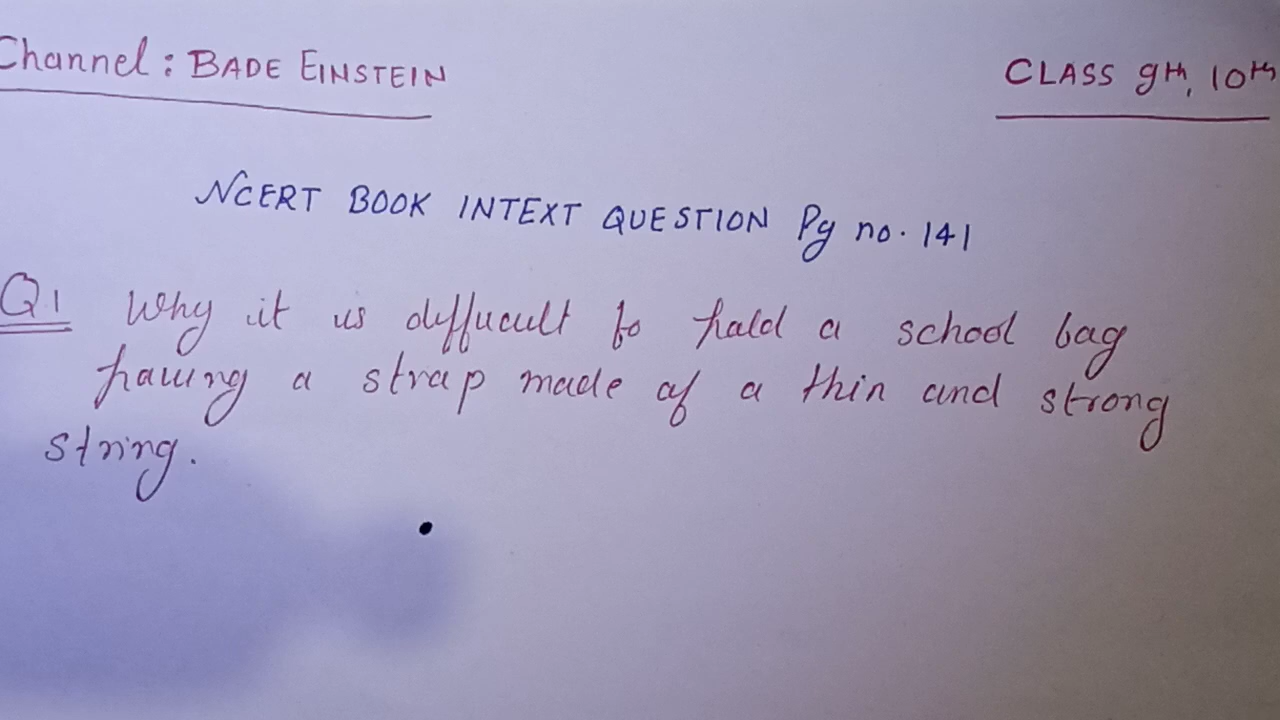 Channel: BADE EINSTEIN
CLASS 9th, 10th
NCERT BOOK INTEXT QUESTION Pg no. 141
Q1 Why it is difficult to hold a school bag
having a strap made of a thin and strong
string.